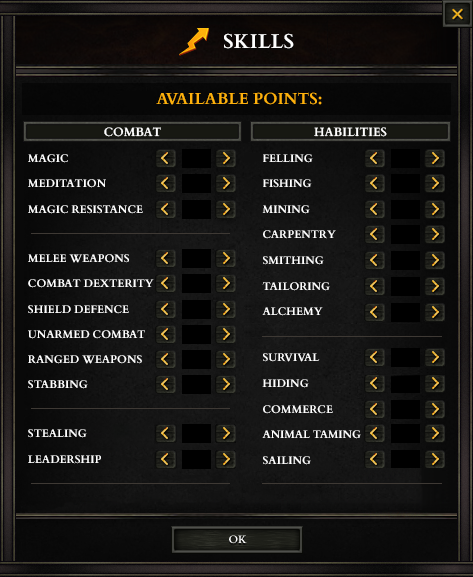 SKILLS
AVAILABLE POINTS:
COMBAT
MAGIC
MEDITATION
MAGIC RESISTANCE
MELEE WEAPONS
COMBAT DEXTERITY
SHIELD DEFENCE
UNARMED COMBAT
RANGED WEAPONS
STABBING
STEALING
LEADERSHIP
HABILITIES
FELLING
FISHING
MINING
CARPENTRY
SMITHING
TAILORING
ALCHEMY
SURVIVAL
HIDING
COMMERCE
ANIMAL TAMING
SAILING
OK